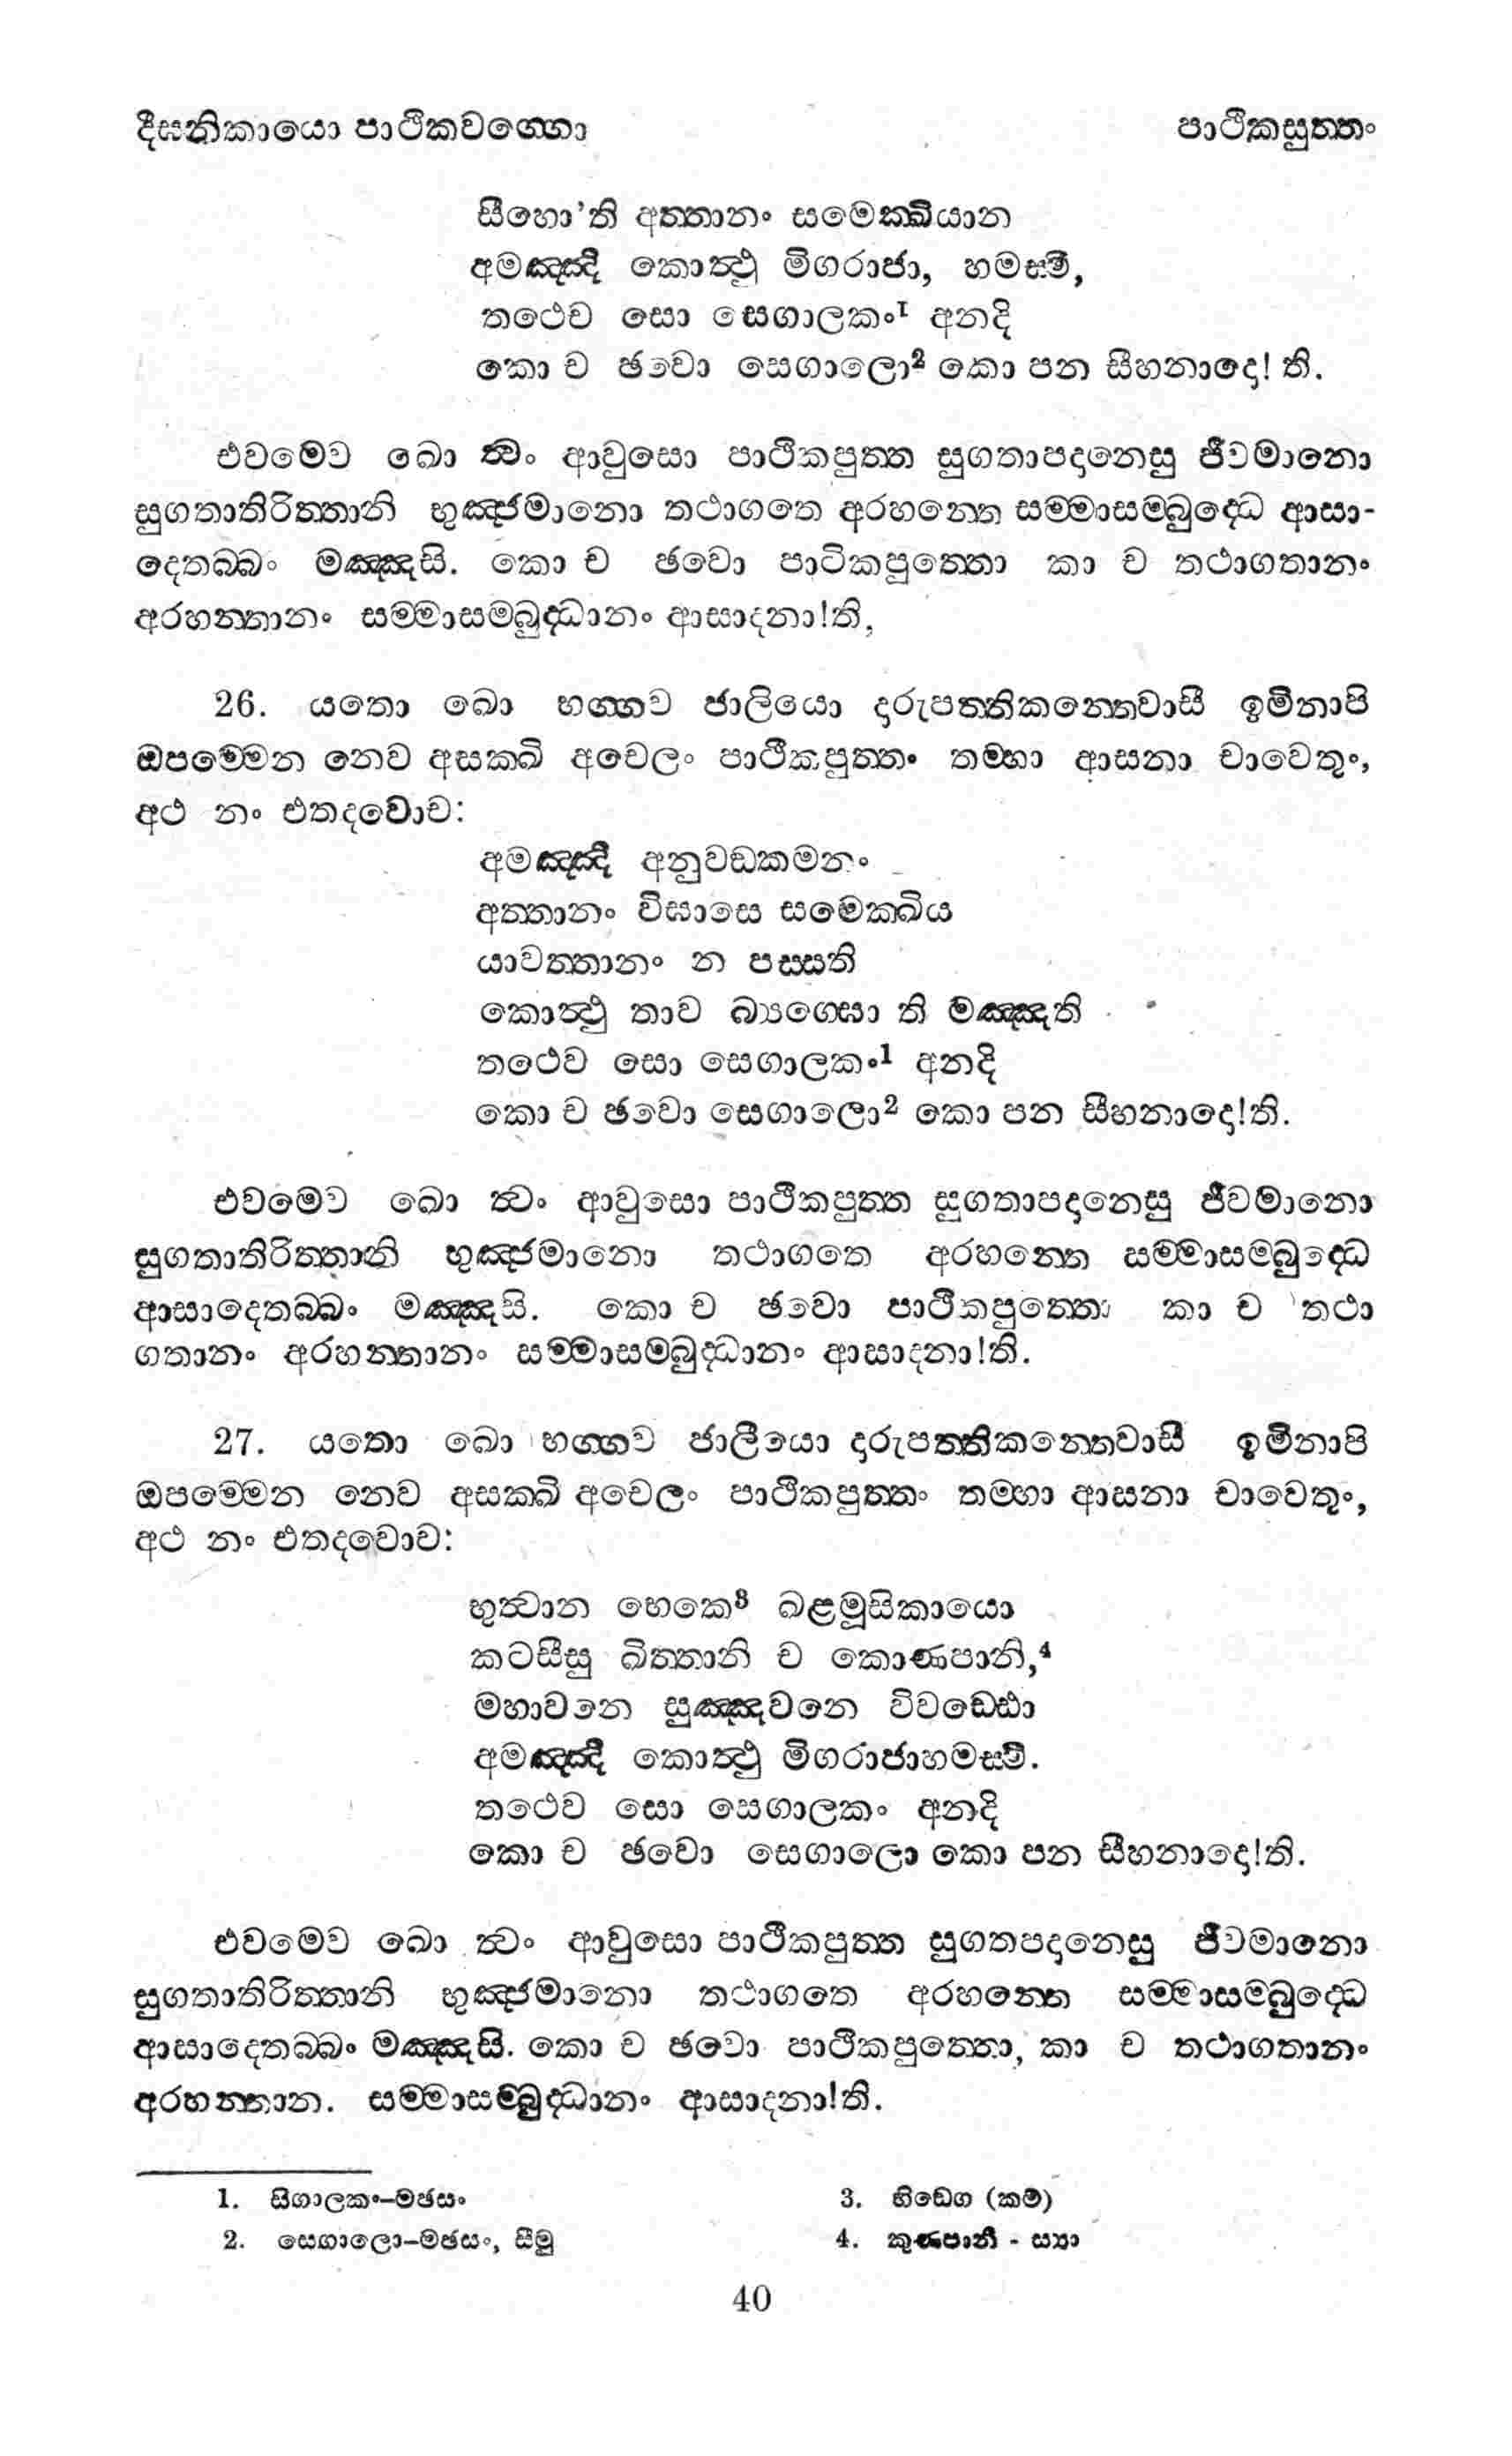 දීඝනිකායො පාථිකවග්ගො
පාථිකසුත්තං
සීහො'ති අත්තානං සමෙක්ඛියාන
අමඤ්ඤී කොත්ථු මිගරාජා, හමස්මී,
තථෙව සො සෙගාලකං¹ අනදි
කො ච ඡවො සෙගාලො² කො පන සීහනාදො! ති.
එවමෙව ඛො ත්වං ආවුසො පාථිකපුත්ත සුගතාපදානෙසු ජීවමානො
සුගතාතිරිත්තානි භුඤ්ජමානො තථාගතෙ අරහන්තෙ සම්මාසම්බුද්ධෙ ආසා-
දෙතබ්බං මඤ්ඤසි. කො ච ඡවො පාටිකපුත්තො කා ච තථාගතානං
අරහන්තානං සම්මාසම්බුද්ධානං ආසාදනා!ති,
26. යතො ඛො භග්ගව ජාලියො දාරුපත්තිකන්තෙවාසී ඉමිනාපි
ඔපම්මෙන නෙව අසක්ඛි අචෙලං පාථීකපුත්තං තම්හා ආසනා චාවෙතුං,
අථ නං එතදවොච:
අමඤ්ඤී අනුවඩකමනං
අත්තානං විඝාසෙ සමෙක්ඛිය
යාවත්තානං න පස්සති
කොත්ථු තාව බ්‍යග්ඝො ති මඤ්ඤති
තථෙව සො සෙගාලකං¹ අනදි
කො ච ඡවො සෙගාලො² කො පන සීහනාදො!ති.
එවමෙව ඛො ත්වං ආවුසො පාථීකපුත්ත සුගතාපදානෙසු ජීවමානො
සුගතාතිරිත්තානි භුඤ්ජමානො තථාගතෙ අරහන්තෙ සම්මාසම්බුද්ධෙ
ආසාදෙතබ්බං මඤ්ඤසි. කො ච ඡවො පාථීකපුත්තො කා ච තථා
ගතානං අරහන්තානං සම්මාසම්බුද්ධානං ආසාදනා!ති.
27. යතො ඛො භග්ගව ජාලීයො දාරුපත්තිකන්තෙවාසී ඉමිනාපි
ඔපම්මෙන නෙව අසක්ඛි අචෙලං පාථිකපුත්තං තම්හා ආසනා චාවෙතුං,
අථ නං එතදවොච:
භුත්වාන භෙකෙ³ ඛළමූසිකායො
කටසීසු ඛිත්තානි ච කොණපානි,⁴
මහාවනෙ සුඤ්ඤවනෙ විවඩ්ඪො
අමඤ්ඤී කොත්ථු මිගරාජාහමස්මී.
තථෙව සො සෙගාලකං අනදි
කො ච ඡවො සෙගාලො කො පන සීහනාදො!ති.
එවමෙව ඛො ත්වං ආවුසො පාථීකපුත්ත සුගතපදානෙසු ජීවමානො
සුගතාතිරිත්තානි භුඤ්ජමානො තථාගතෙ අරහන්තෙ සම්මාසම්බුද්ධෙ
ආසාදෙතබ්බං මඤ්ඤසි. කො ච ඡවො පාථිකපුත්තො, කා ච තථාගතානං
අරහන්තාන. සම්මාසම්බුද්ධානං ආසාදනා!ති.
1. සිගාලකං–මඡසං
2. සෙගාලො–මඡසං, සීමු
3. භිඞෙග (කම්)
4. කුණපානී - ස්‍යා
40